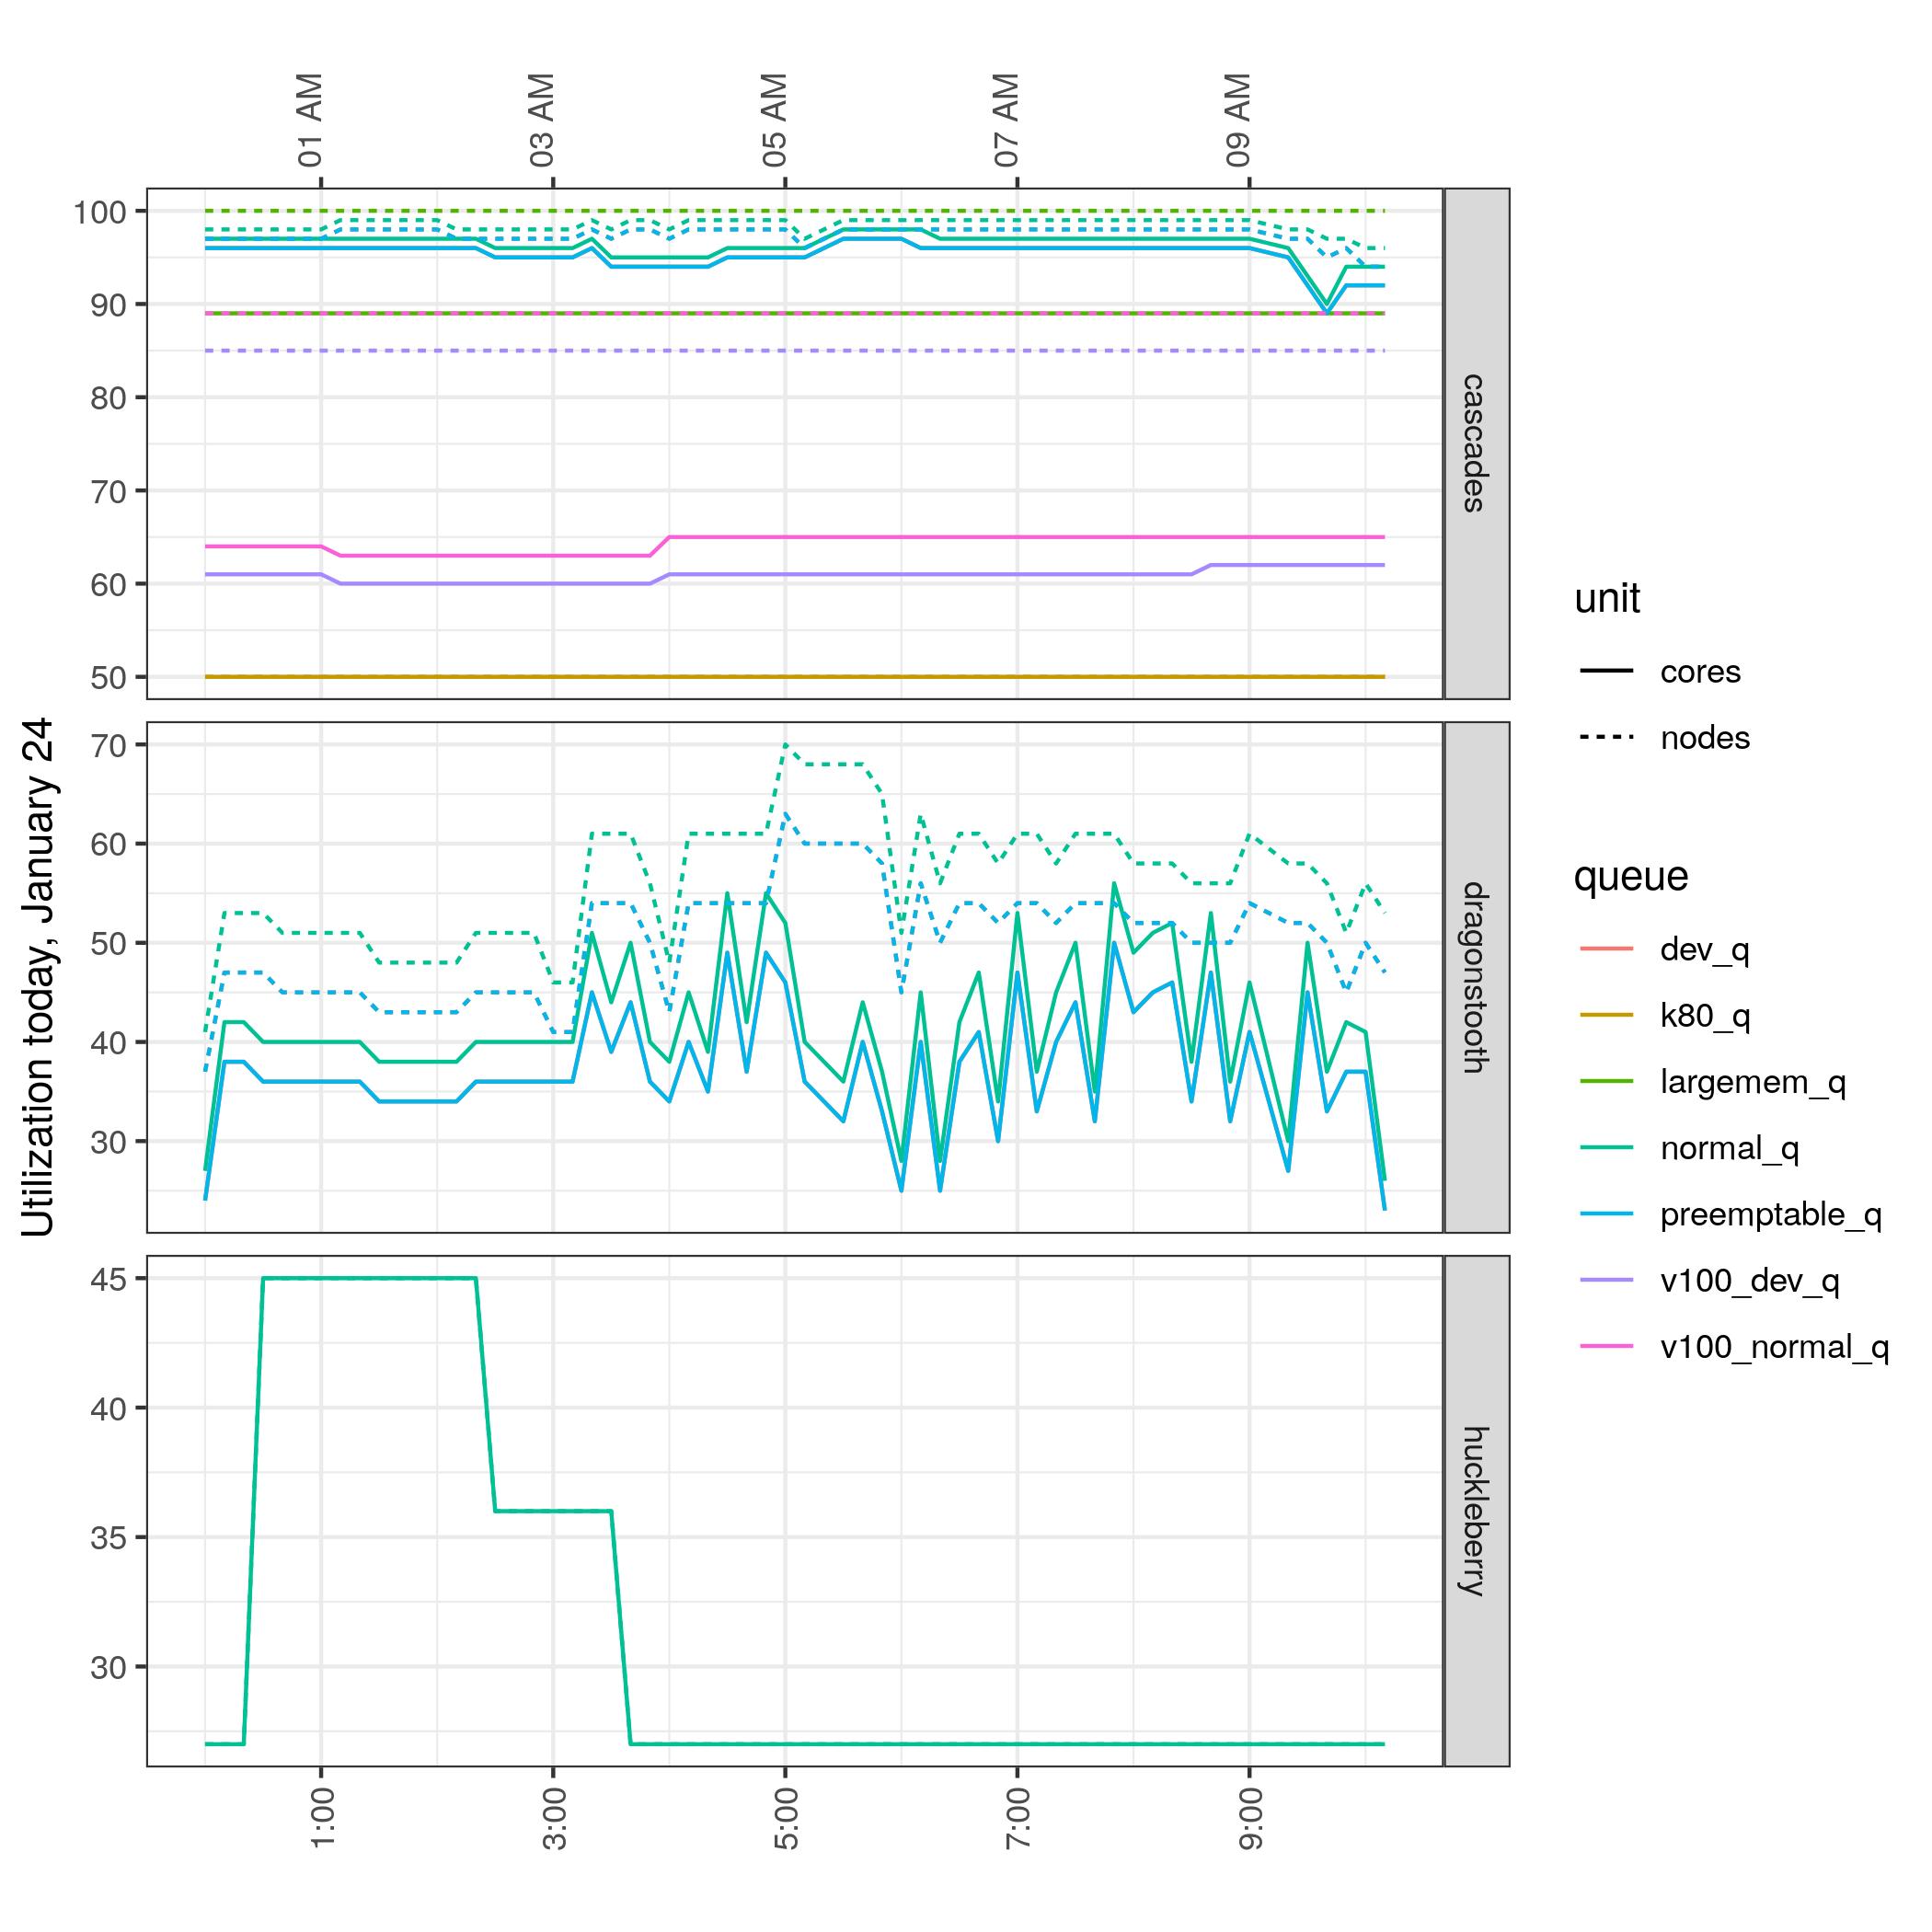 01 AM
03 AM
05 AM
07 AM
09 AM
Utilization today, January 24
100
90
80
70
60
50
cascades
70
60
50
40
30
dragonstooth
45
40
35
30
huckleberry
1:00
3:00
5:00
7:00
9:00
unit
cores
nodes
queue
dev_q
k80_q
largemem_q
normal_q
preemptable_q
v100_dev_q
v100_normal_q